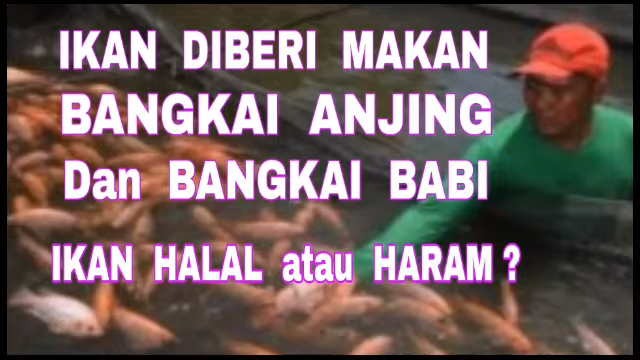 IKAN DIBERI MAKAN
BANGKAI ANJING
Dan BANGKAI BABI
IKAN HALAL atau HARAM ?